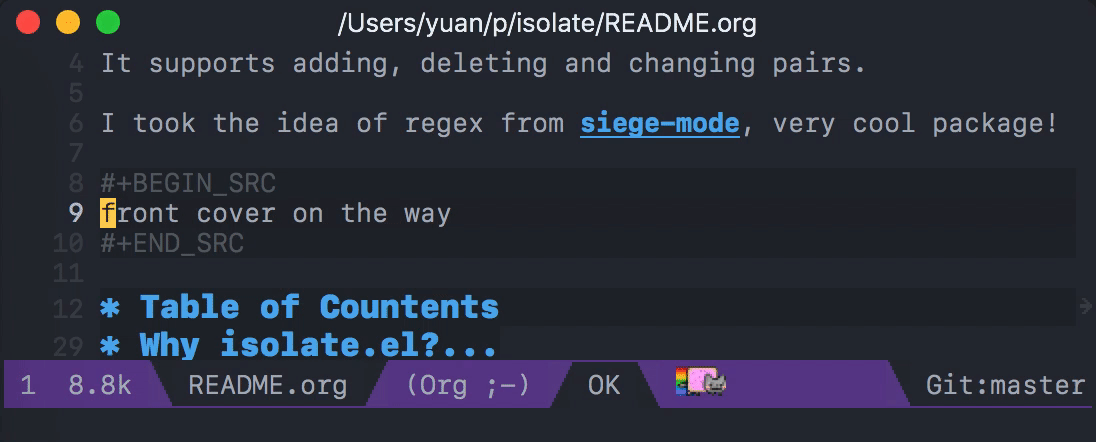 /Users/yuan/p/isolate/README.org
4 It supports adding, deleting and changing pairs.
5
6 I took the idea of regex from siege-mode, very cool package!
7
8 #+BEGIN_SRC
9 front cover on the way
10 #+END_SRC
11
12 * Table of Countents
29 * Why isolate.el?...
1 8.8k README.org (Org ;-) OK Git:master